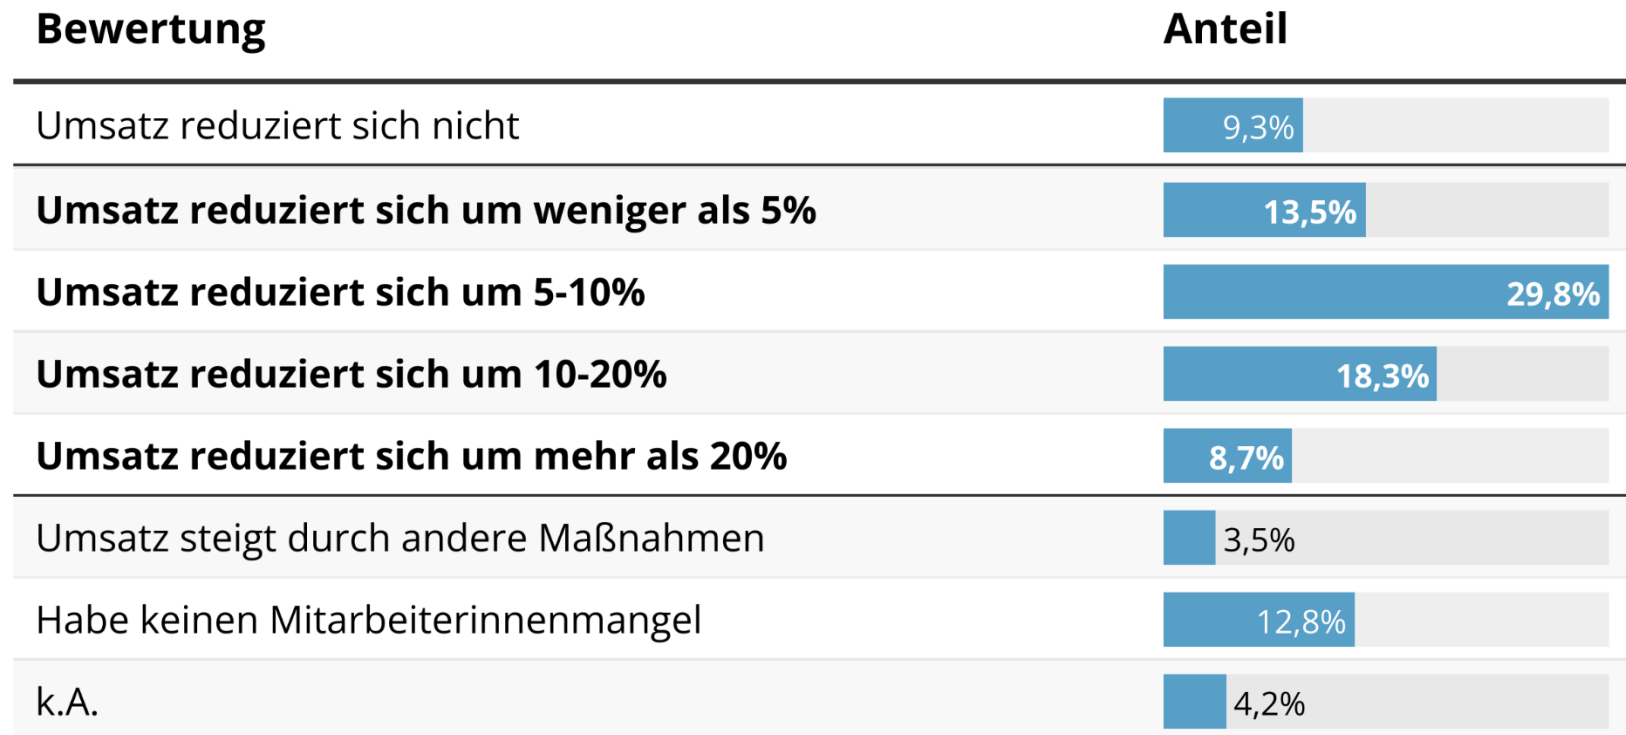 Bewertung Anteil
Umsatz reduziert sich nicht 9,3%
Umsatz reduziert sich um weniger als 5% 13,5%
Umsatz reduziert sich um 5-10% 29,8%
Umsatz reduziert sich um 10-20% 18,3%
Umsatz reduziert sich um mehr als 20% 8,7%
Umsatz steigt durch andere Maßnahmen 3,5%
Habe keinen Mitarbeiterinnenmangel 12,8%
k.A. 4,2%